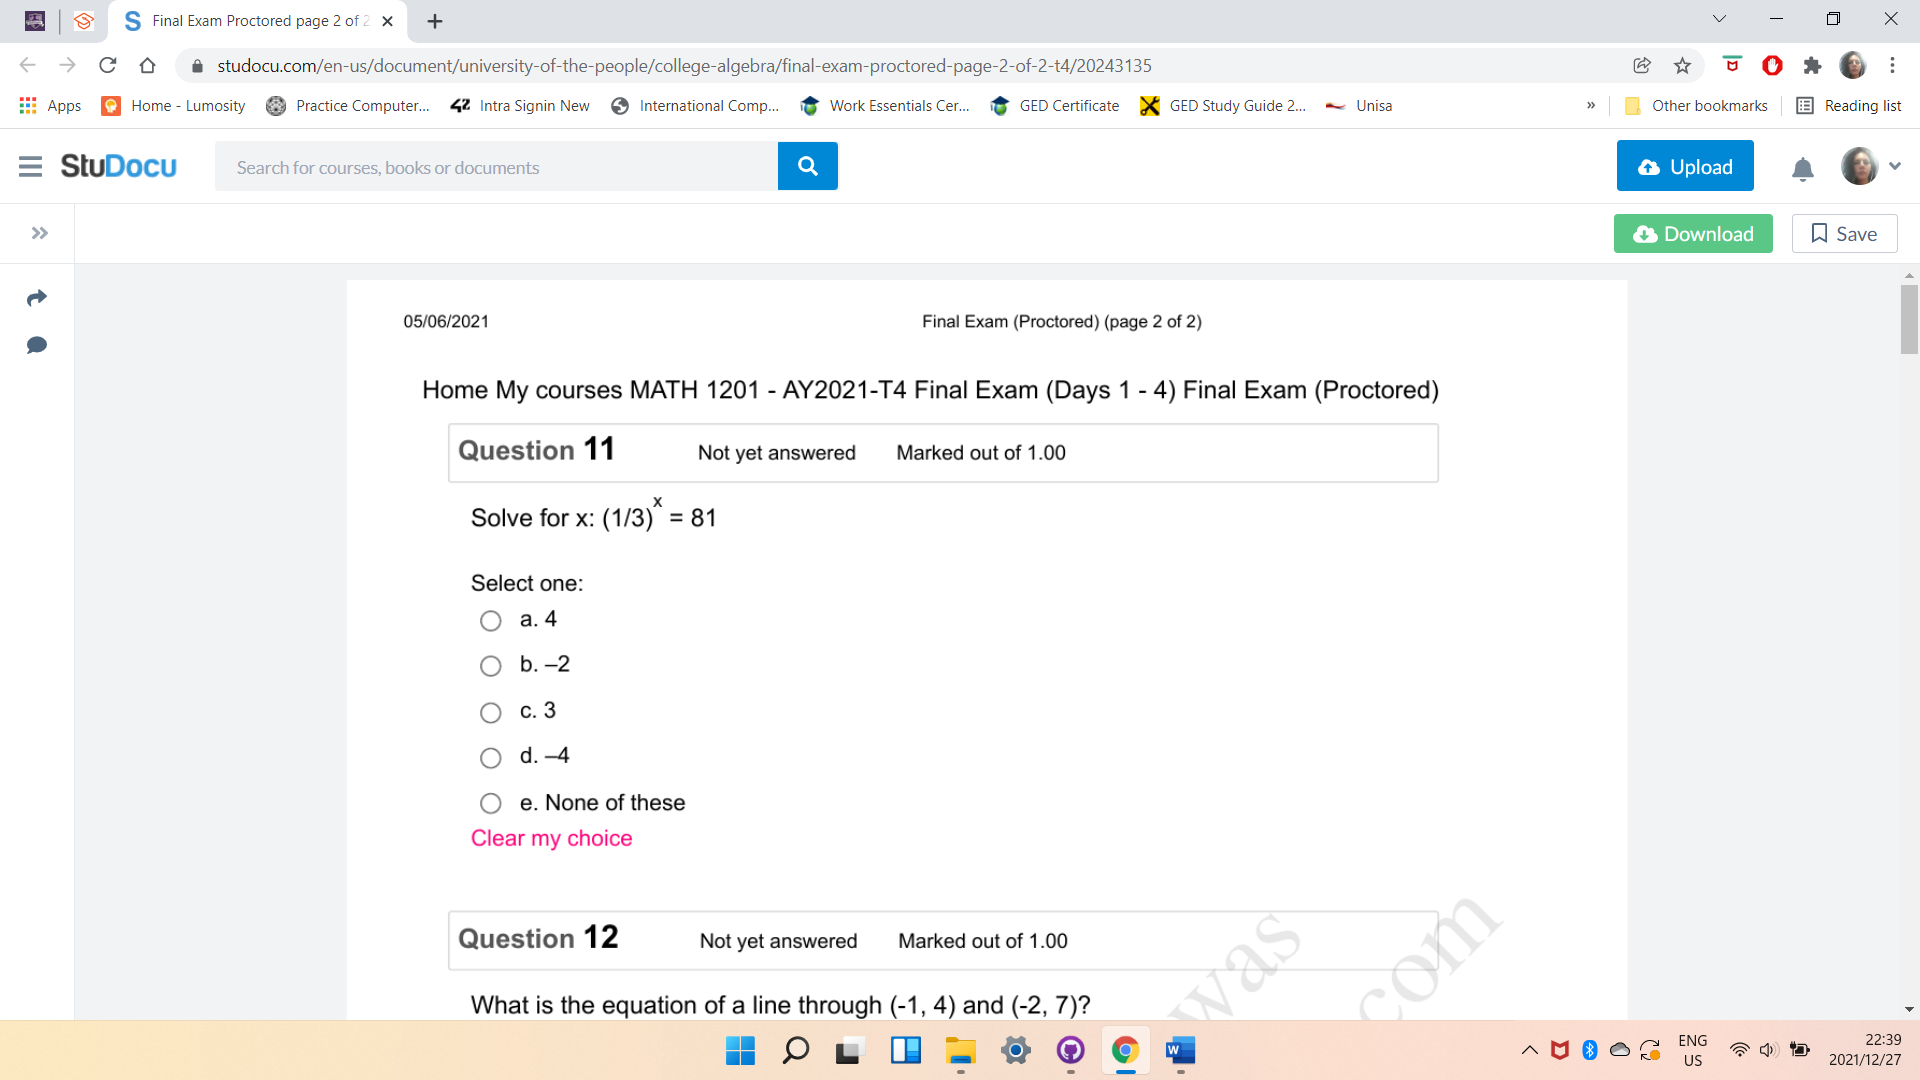 Final Exam Proctored page 2 of 2
studocu.com/en-us/document/university-of-the-people/college-algebra/final-exam-proctored-page-2-of-2-t4/20243135
Apps Home - Lumosity Practice Computer... Intra Signin New International Comp... Work Essentials Cer... GED Certificate GED Study Guide 2... Unisa » Other bookmarks Reading list
StuDocu Search for courses, books or documents Upload
Download Save
05/06/2021 Final Exam (Proctored) (page 2 of 2)
Home My courses MATH 1201 - AY2021-T4 Final Exam (Days 1 - 4) Final Exam (Proctored)
Question 11 Not yet answered Marked out of 1.00
Solve for x: (1/3)^x = 81
Select one:
a. 4
b. –2
c. 3
d. –4
e. None of these
Clear my choice
Question 12 Not yet answered Marked out of 1.00
What is the equation of a line through (-1, 4) and (-2, 7)?
was
com
ENG
US
22:39
2021/12/27